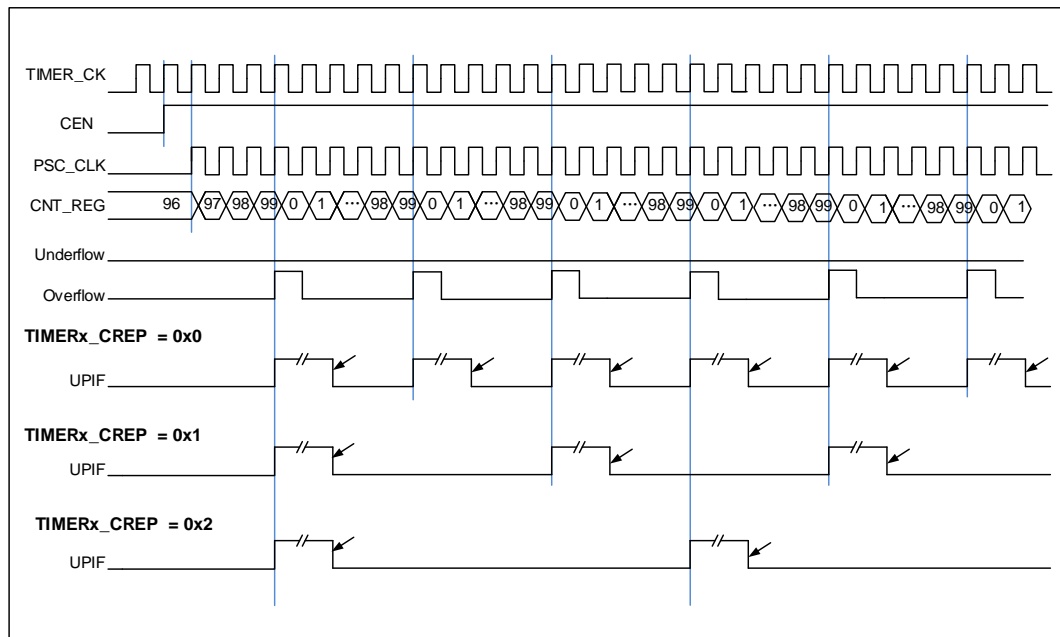 TIMER_CK
CEN
PSC_CLK
CNT_REG 96 97 98 99 0 1 ... 98 99 0 1 ... 98 99 0 1 ... 98 99 0 1 ... 98 99 0 1 ... 98 99 0 1
Underflow
Overflow
TIMERx_CREP = 0x0
UPIF
TIMERx_CREP = 0x1
UPIF
TIMERx_CREP = 0x2
UPIF